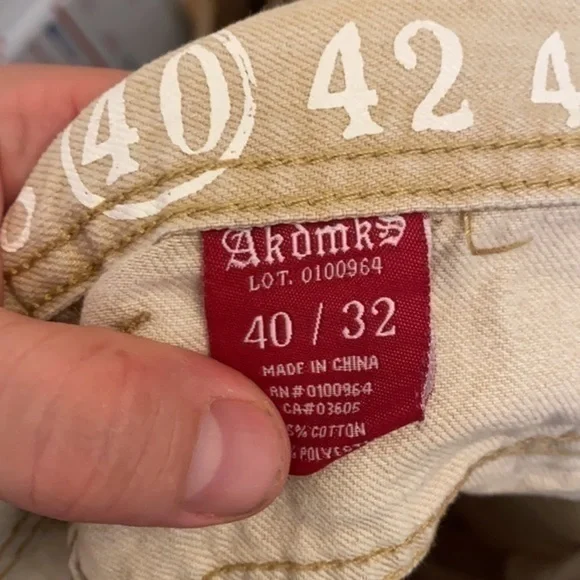 (40) 42 4
Akdmks
LOT. 0100964
40 / 32
MADE IN CHINA
RN#0100964
CA#03605
% COTTON